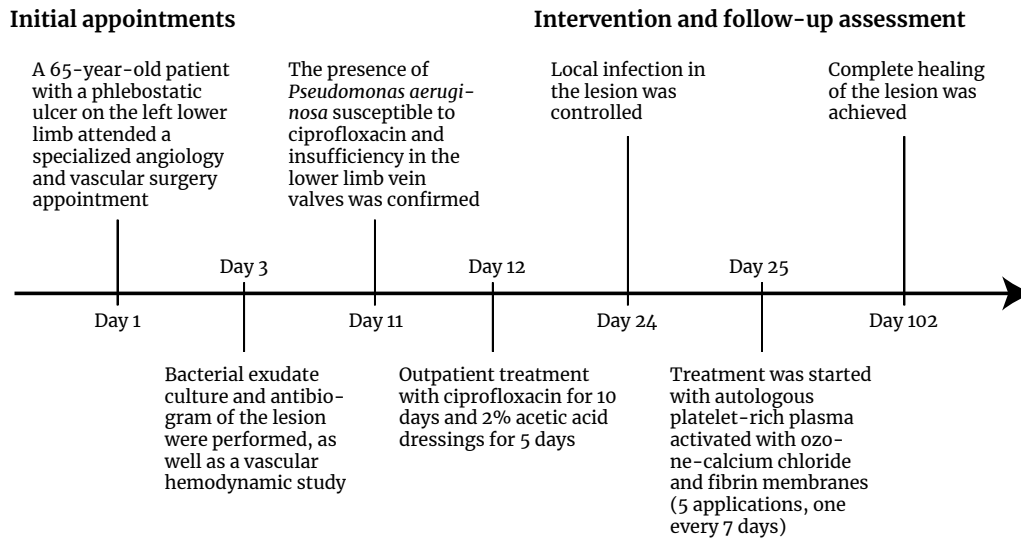 Initial appointments
Intervention and follow-up assessment
A 65-year-old patient
with a phlebostatic
ulcer on the left lower
limb attended a
specialized angiology
and vascular surgery
appointment
The presence of
Pseudomonas aerugi-
nosa susceptible to
ciprofloxacin and
insufficiency in the
lower limb vein
valves was confirmed
Local infection in
the lesion was
controlled
Complete healing
of the lesion was
achieved
Day 3
Day 12
Day 25
Day 1
Day 11
Day 24
Day 102
Bacterial exudate
culture and antibio-
gram of the lesion
were performed, as
well as a vascular
hemodynamic study
Outpatient treatment
with ciprofloxacin for 10
days and 2% acetic acid
dressings for 5 days
Treatment was started
with autologous
platelet-rich plasma
activated with ozo-
ne-calcium chloride
and fibrin membranes
(5 applications, one
every 7 days)